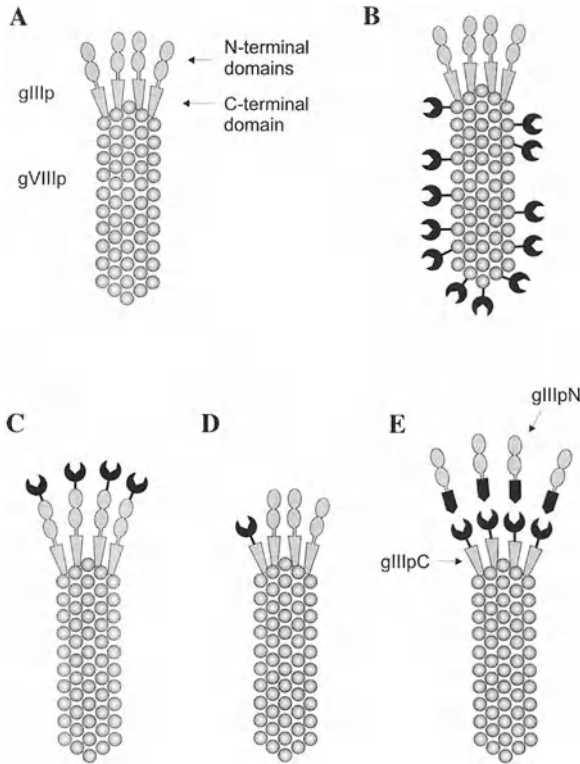 A
B
N-terminal
domains
gIIIp
C-terminal
domain
gVIIIp
gIIIpN
C
D
E
gIIIpC